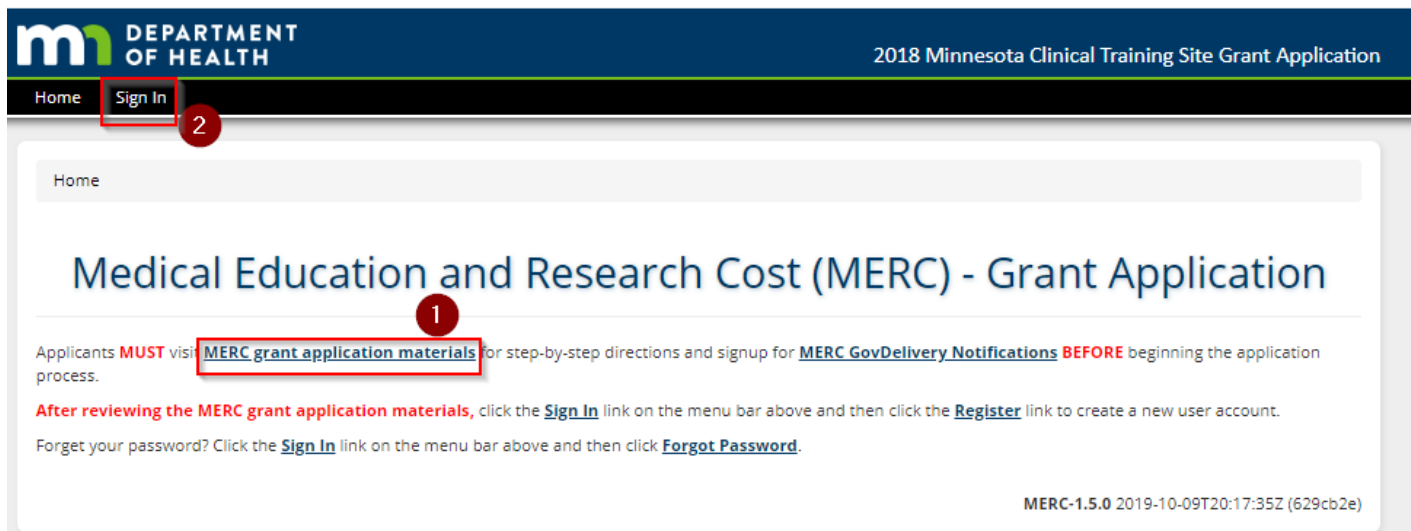 mn DEPARTMENT
OF HEALTH
2018 Minnesota Clinical Training Site Grant Application
Home Sign In
2
Home
Medical Education and Research Cost (MERC) - Grant Application
1
Applicants MUST visit MERC grant application materials for step-by-step directions and signup for MERC GovDelivery Notifications BEFORE beginning the application
process.
After reviewing the MERC grant application materials, click the Sign In link on the menu bar above and then click the Register link to create a new user account.
Forget your password? Click the Sign In link on the menu bar above and then click Forgot Password.
MERC-1.5.0 2019-10-09T20:17:35Z (629cb2e)